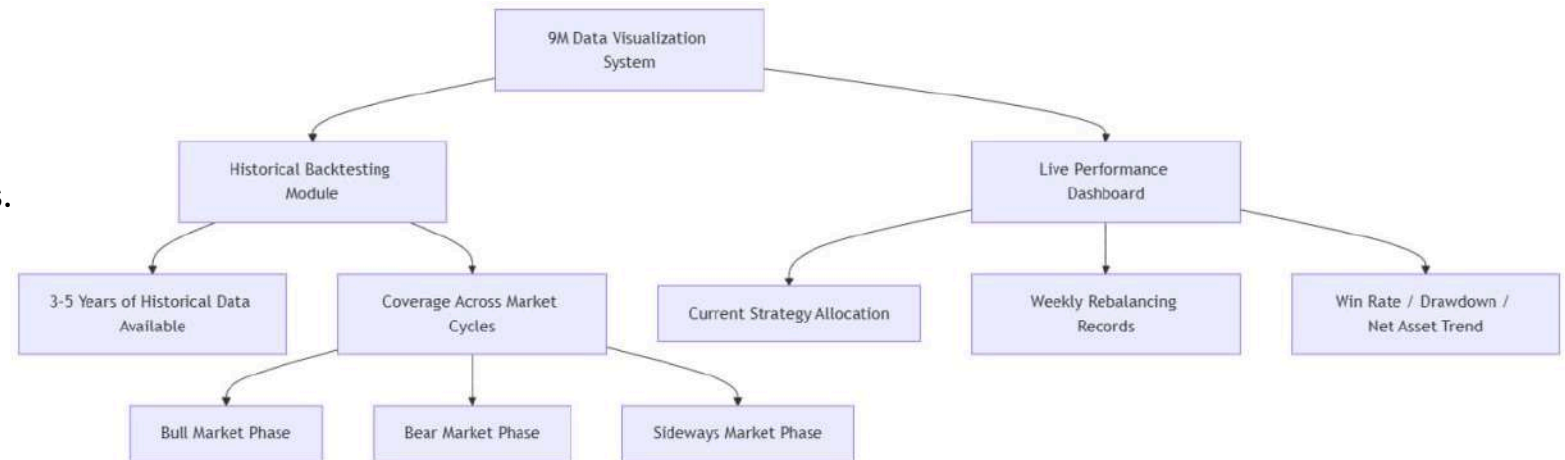 9M Data Visualization
System
Historical Backtesting
Module
Live Performance
Dashboard
s.
3-5 Years of Historical Data
Available
Coverage Across Market
Cycles
Current Strategy Allocation
Weekly Rebalancing
Records
Win Rate / Drawdown /
Net Asset Trend
Bull Market Phase
Bear Market Phase
Sideways Market Phase